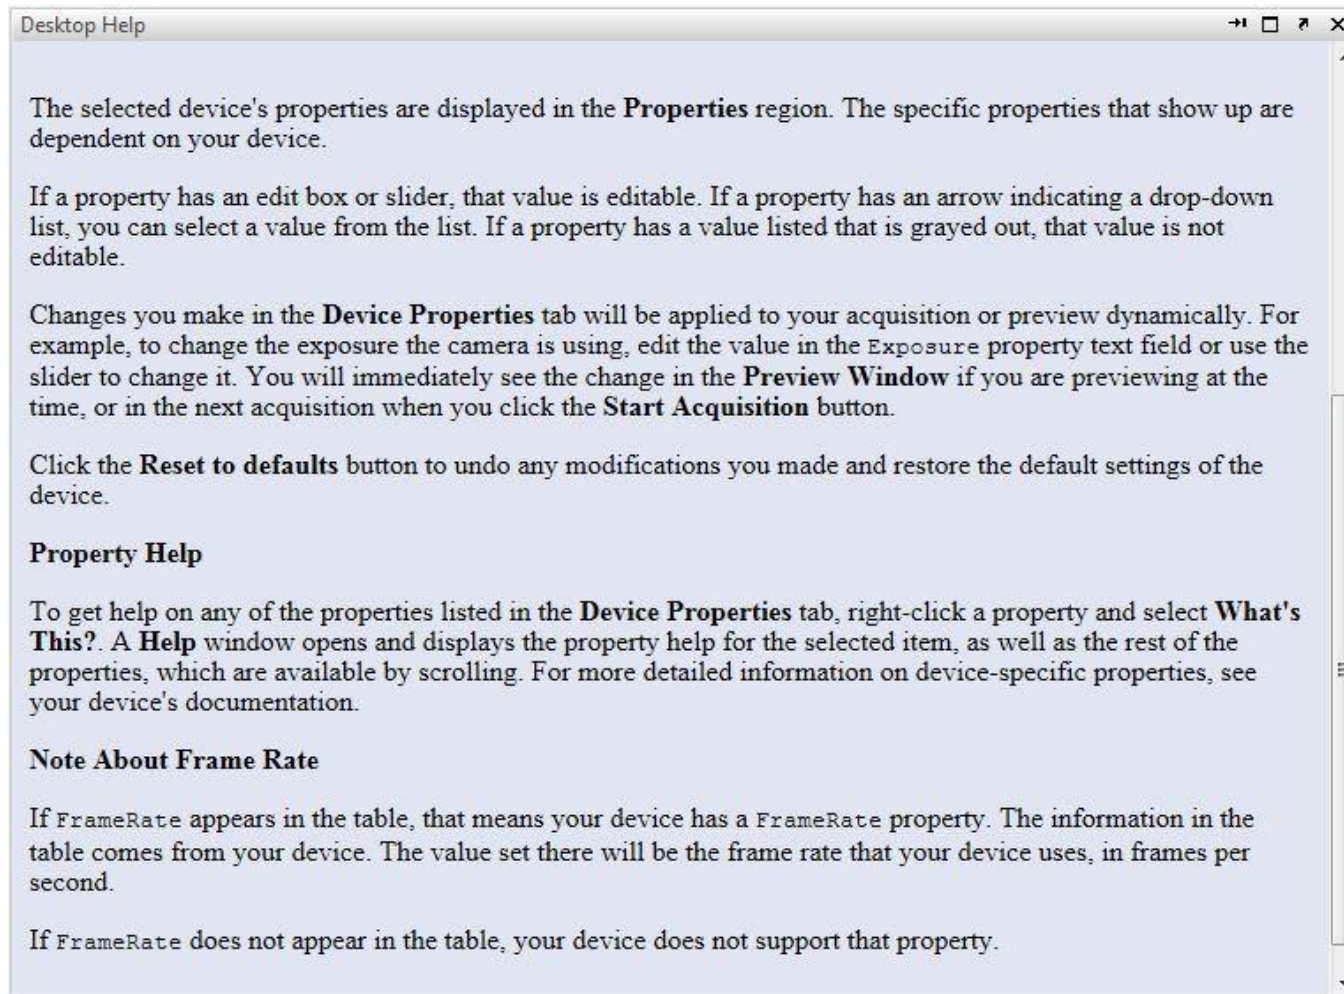 Desktop Help
The selected device's properties are displayed in the Properties region. The specific properties that show up are
dependent on your device.
If a property has an edit box or slider, that value is editable. If a property has an arrow indicating a drop-down
list, you can select a value from the list. If a property has a value listed that is grayed out, that value is not
editable.
Changes you make in the Device Properties tab will be applied to your acquisition or preview dynamically. For
example, to change the exposure the camera is using, edit the value in the Exposure property text field or use the
slider to change it. You will immediately see the change in the Preview Window if you are previewing at the
time, or in the next acquisition when you click the Start Acquisition button.
Click the Reset to defaults button to undo any modifications you made and restore the default settings of the
device.
Property Help
To get help on any of the properties listed in the Device Properties tab, right-click a property and select What's
This?. A Help window opens and displays the property help for the selected item, as well as the rest of the
properties, which are available by scrolling. For more detailed information on device-specific properties, see
your device's documentation.
Note About Frame Rate
If FrameRate appears in the table, that means your device has a FrameRate property. The information in the
table comes from your device. The value set there will be the frame rate that your device uses, in frames per
second.
If FrameRate does not appear in the table, your device does not support that property.